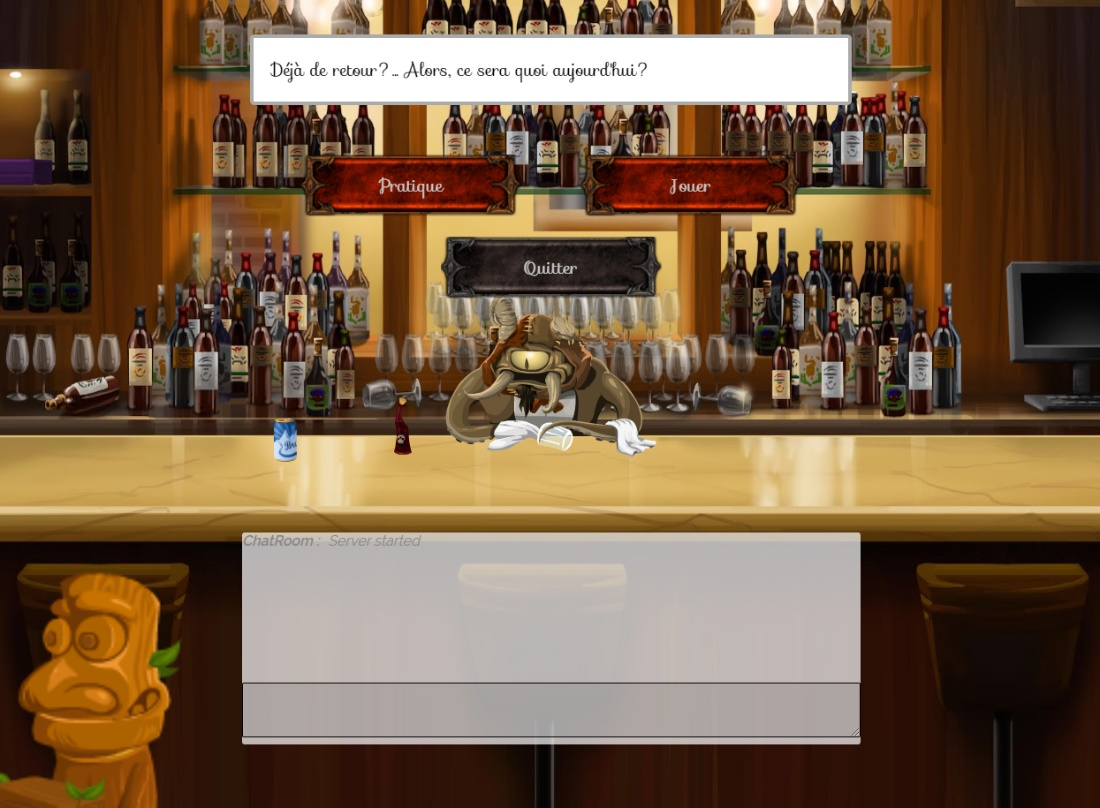 Déjà de retour ? ... Alors, ce sera quoi aujourd'hui ?
Pratique
Jouer
Quitter
ChatRoom : Server started